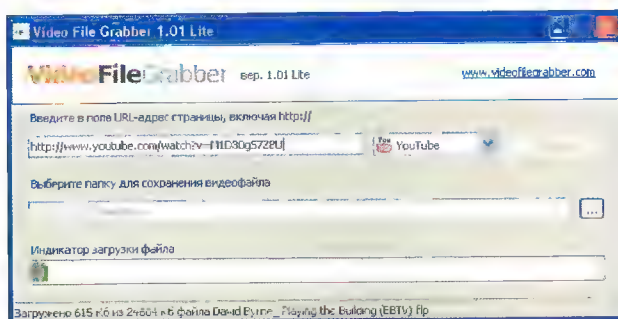 Video File Grabber 1.01 Lite
VideoFileGrabber вер. 1.01 Lite www.videofilegrabber.com
Введите в поле URL-адрес страницы, включая http://
YouTube
Выберите папку для сохранения видеофайла
...
Индикатор загрузки файла
Загружено 615 кб из кб файла David Byrne_ Playing the Building (EBTV) flp